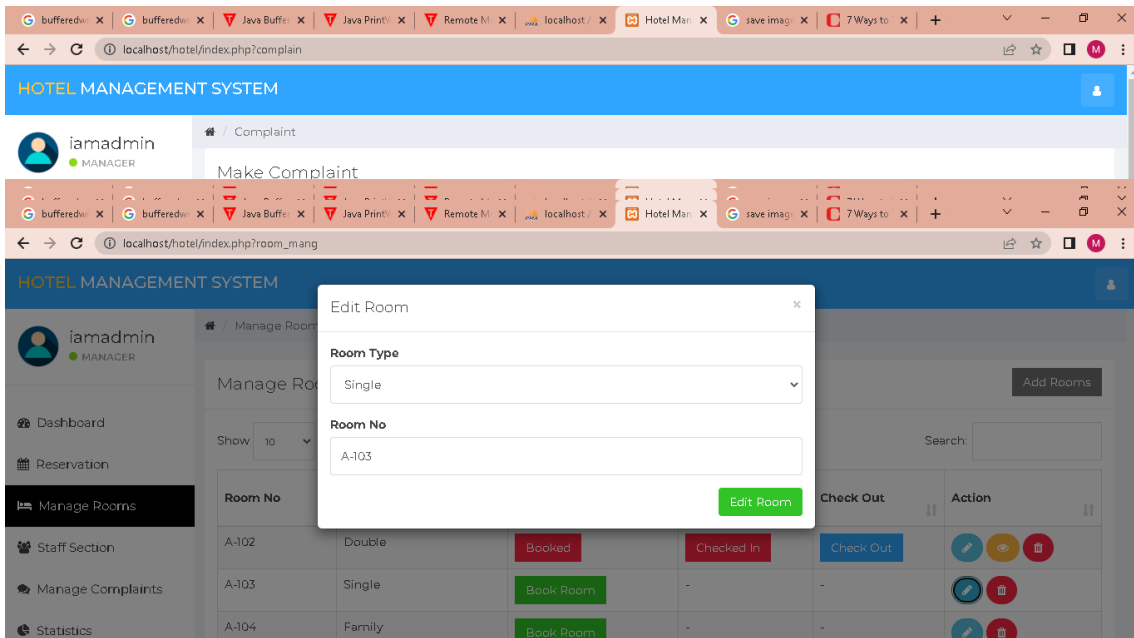 bufferedw bufferedw Java Buffe Java Print Remote M localhost / Hotel Man save imag 7 Ways to
localhost/hotel/index.php?complain M
HOTEL MANAGEMENT SYSTEM
iamadmin
MANAGER
/ Complaint
Make Complaint
bufferedw bufferedw Java Buffe Java Print Remote M localhost / Hotel Man save imag 7 Ways to
localhost/hotel/index.php?room_mang M
HOTEL MANAGEMENT SYSTEM
iamadmin
MANAGER
/ Manage Room
Manage Roo
Add Rooms
Edit Room ×
Room Type
Single
Room No
A-103
Edit Room
Dashboard
Reservation
Manage Rooms
Staff Section
Manage Complaints
Statistics
Show 10
Search:
Room No Check Out Action
A-102 Double Booked Checked In Check Out
A-103 Single Book Room - -
A-104 Family Book Room - -